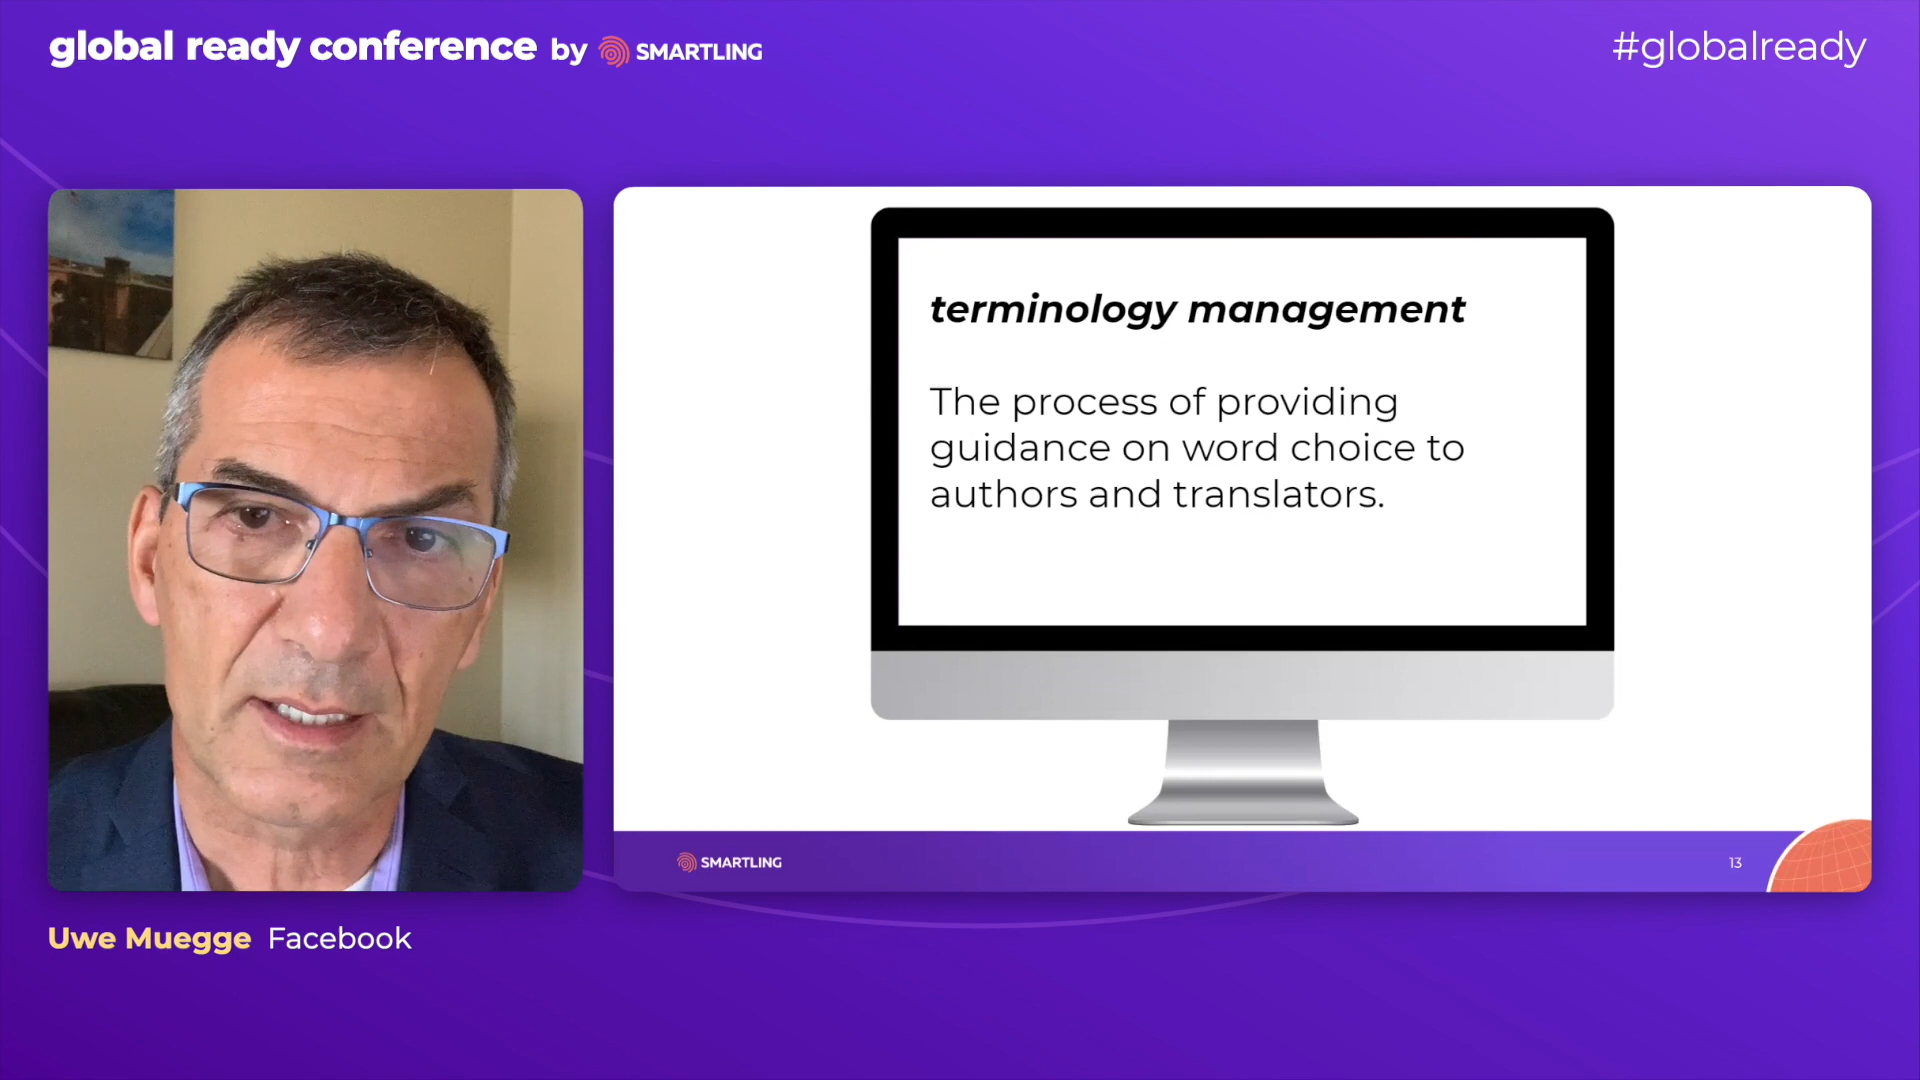 global ready conference by SMARTLING
#globalready
terminology management
The process of providing
guidance on word choice to
authors and translators.
SMARTLING
13
Uwe Muegge Facebook